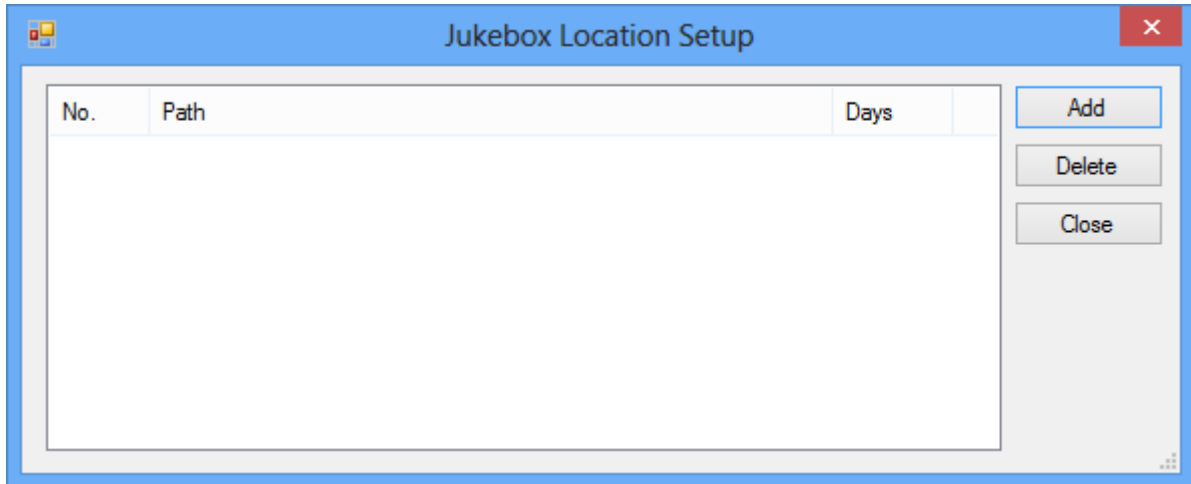 Jukebox Location Setup
No. Path Days
Add
Delete
Close